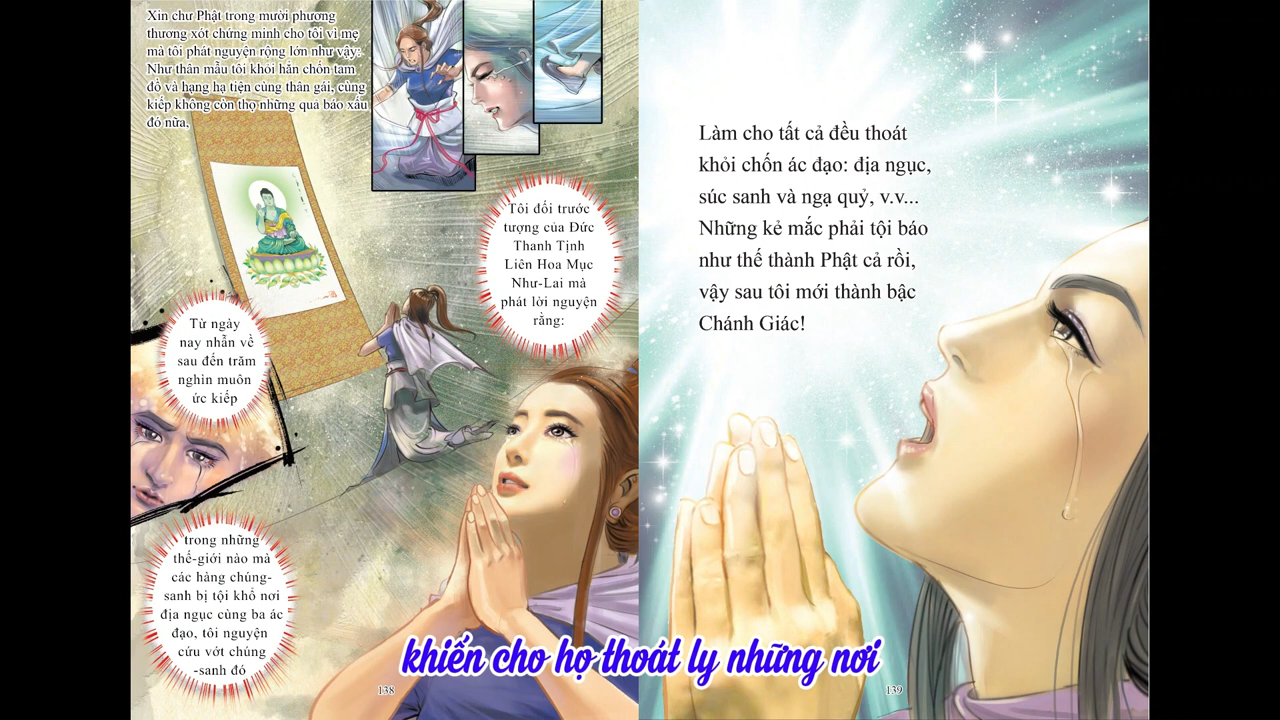 Xin chư Phật trong mười phương
thương xót chứng minh cho tôi vì mẹ
mà tôi phát nguyện rộng lớn như vậy:
Như thân mẫu tôi khỏi hẳn chốn tam
đồ và hạng hạ tiện cùng thân gái, cùng
kiếp không còn thọ những quả báo xấu
đó nữa,
Tôi đối trước
tượng của Đức
Thanh Tịnh
Liên Hoa Mục
Như-Lai mà
phát lời nguyện
rằng:
Từ ngày
nay nhẫn về
sau đến trăm
nghìn muôn
ức kiếp
trong những
thế-giới nào mà
các hàng chúng-
sanh bị tội khổ nơi
địa ngục cùng ba ác
đạo, tôi nguyện
cứu vớt chúng
-sanh đó
138
Làm cho tất cả đều thoát
khỏi chốn ác đạo: địa ngục,
súc sanh và ngạ quỷ, v.v...
Những kẻ mắc phải tội báo
như thế thành Phật cả rồi,
vậy sau tôi mới thành bậc
Chánh Giác!
139
khiến cho họ thoát ly những nơi